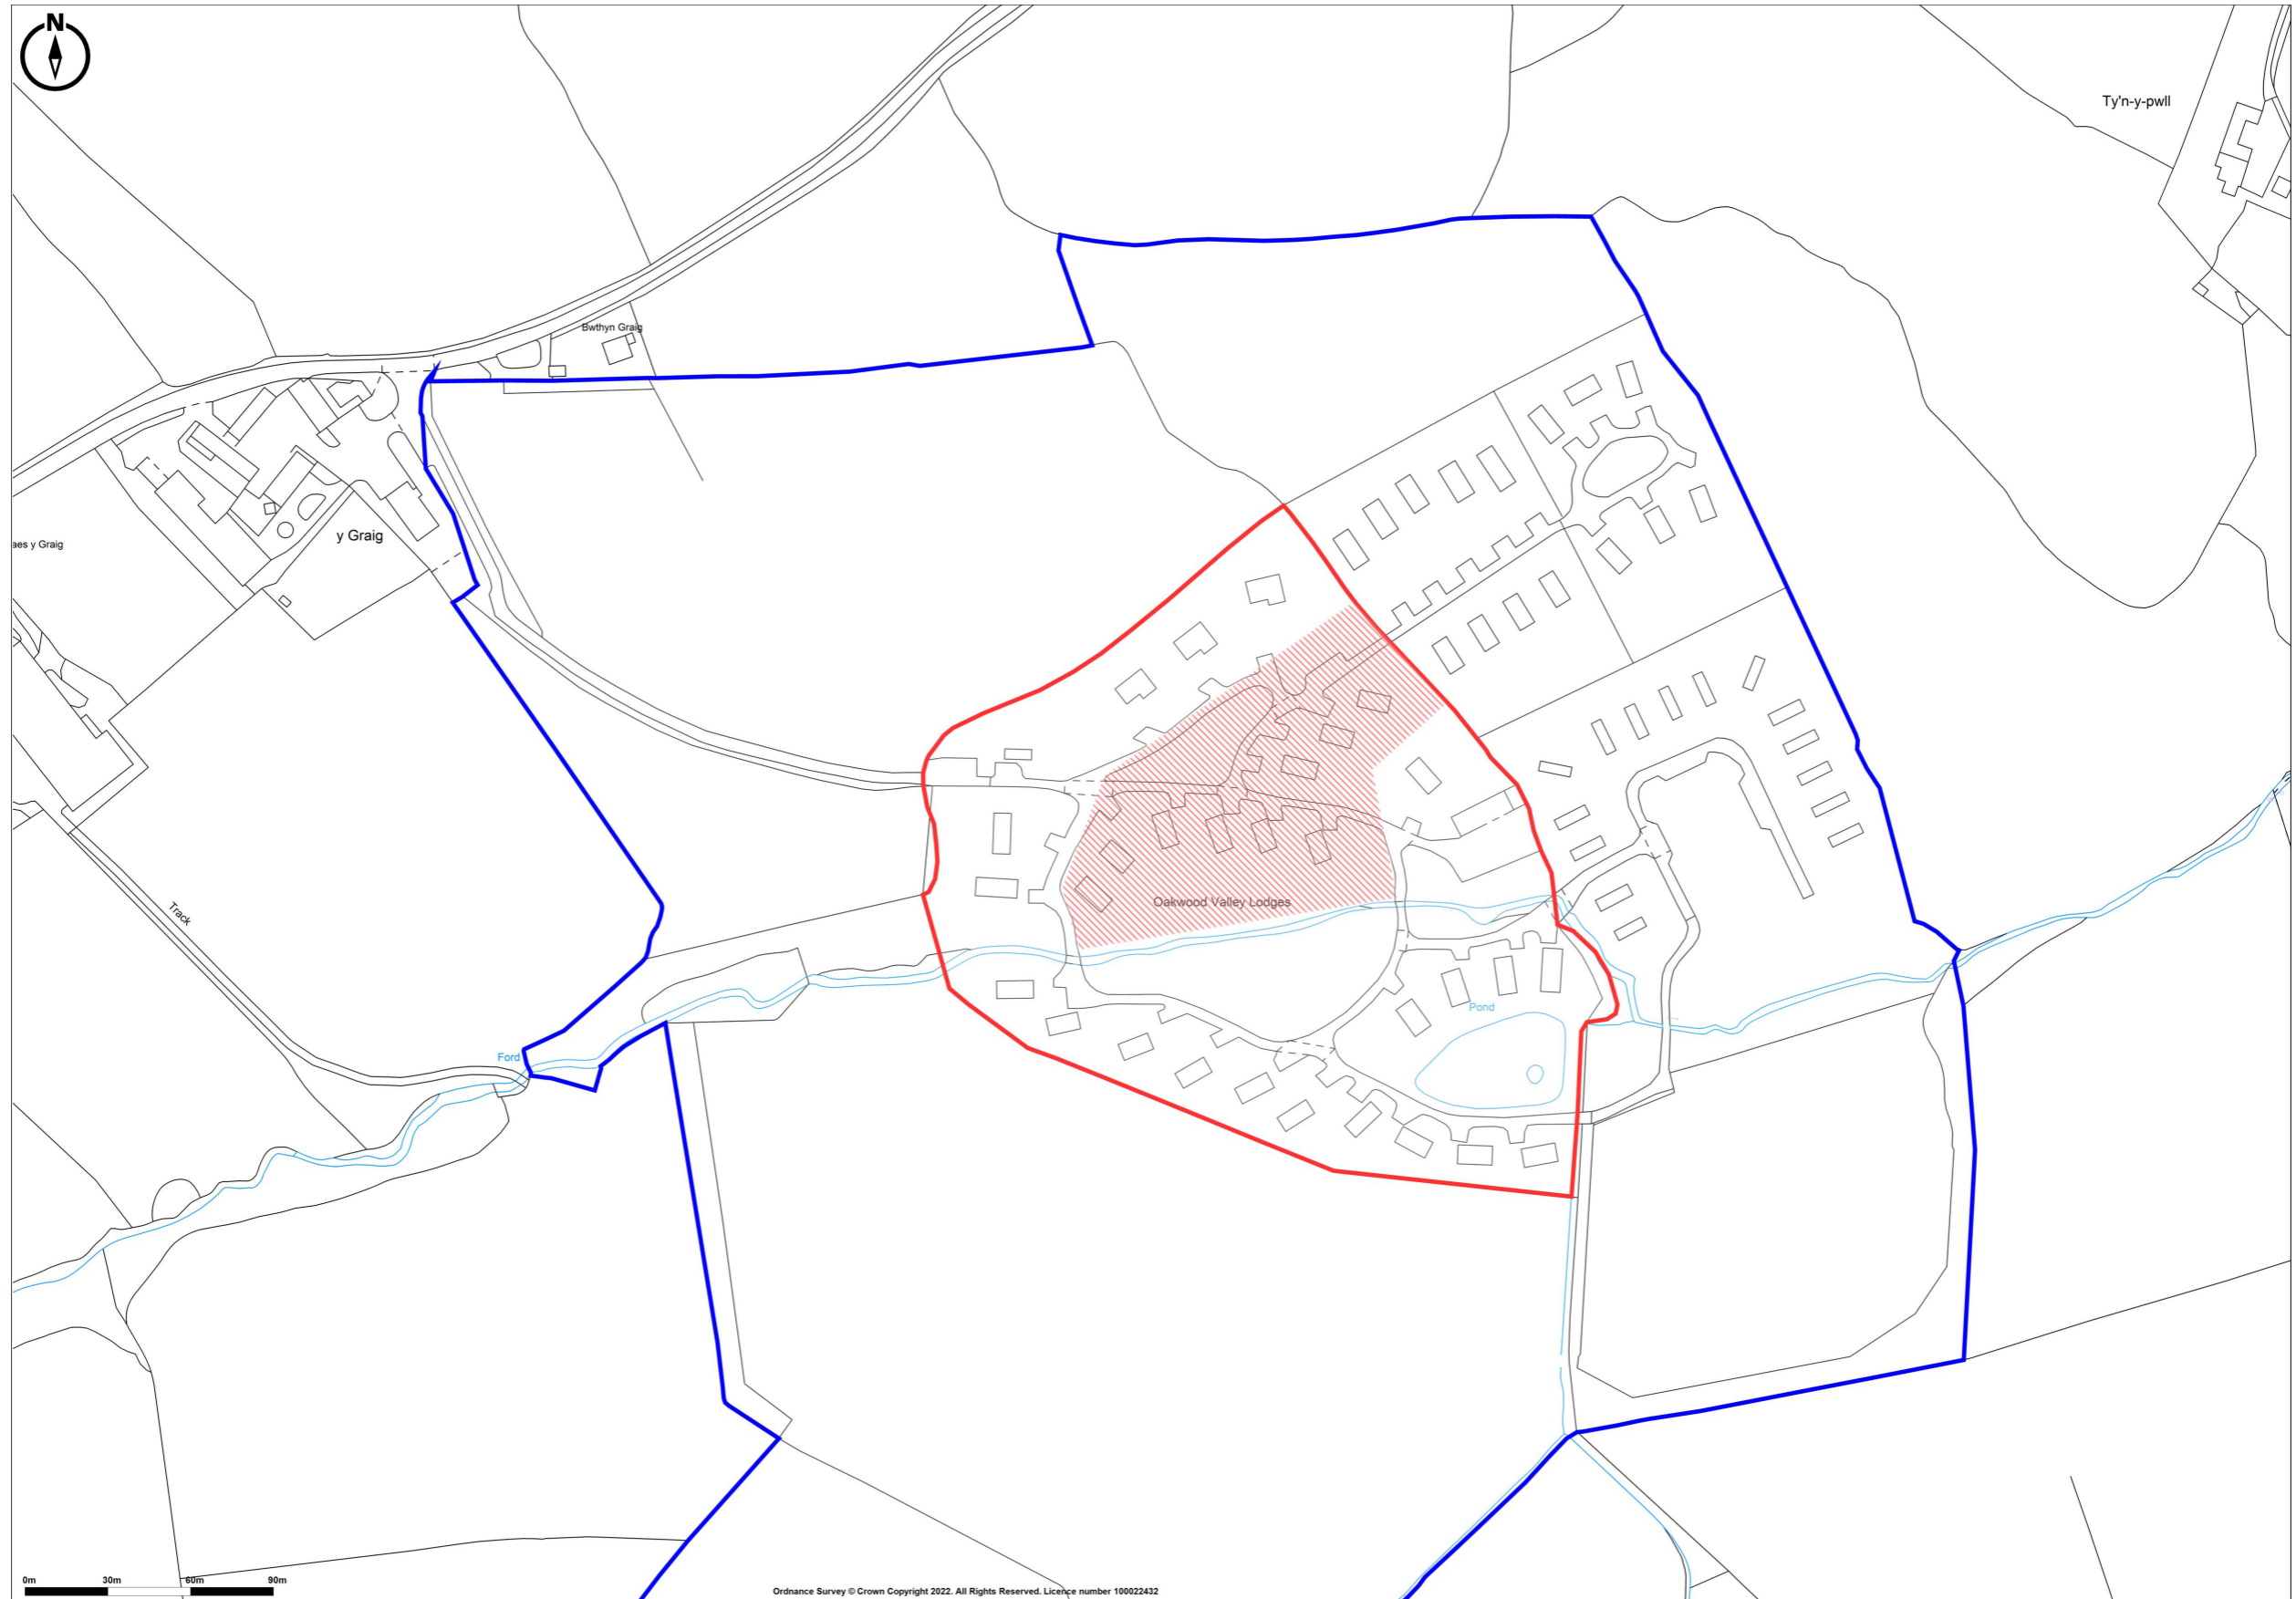 N
Ty'n-y-pwll
Bwthyn Graig
y Graig
aes y Graig
Oakwood Valley Lodges
Track
Pond
Ford
0m 30m 60m 90m
Ordnance Survey © Crown Copyright 2022. All Rights Reserved. Licence number 100022432